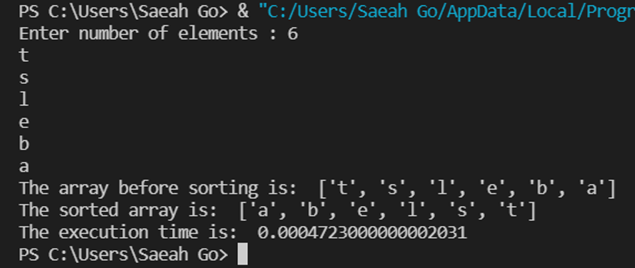 PS C:\Users\Saeah Go> & "C:/Users/Saeah Go/AppData/Local/Progr
Enter number of elements : 6
t
s
l
e
b
a
The array before sorting is:  ['t', 's', 'l', 'e', 'b', 'a']
The sorted array is:  ['a', 'b', 'e', 'l', 's', 't']
The execution time is:  0.0004723000000002031
PS C:\Users\Saeah Go>